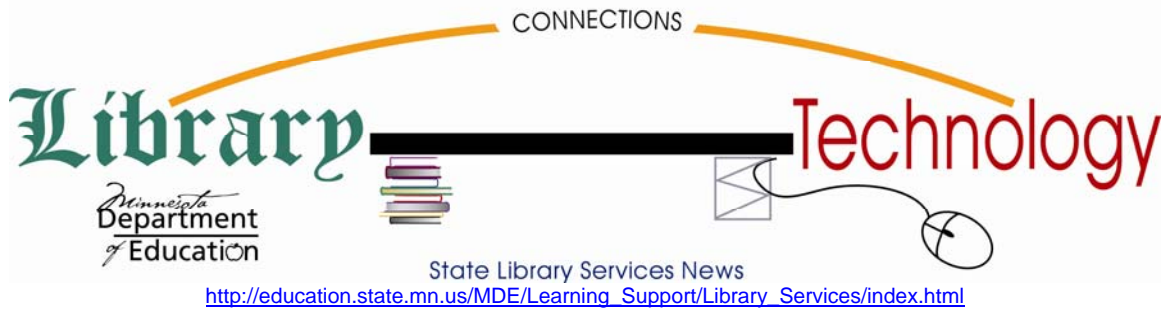 CONNECTIONS
Library Technology
Minnesota
Department
of Education
State Library Services News
http://education.state.mn.us/MDE/Learning_Support/Library_Services/index.html